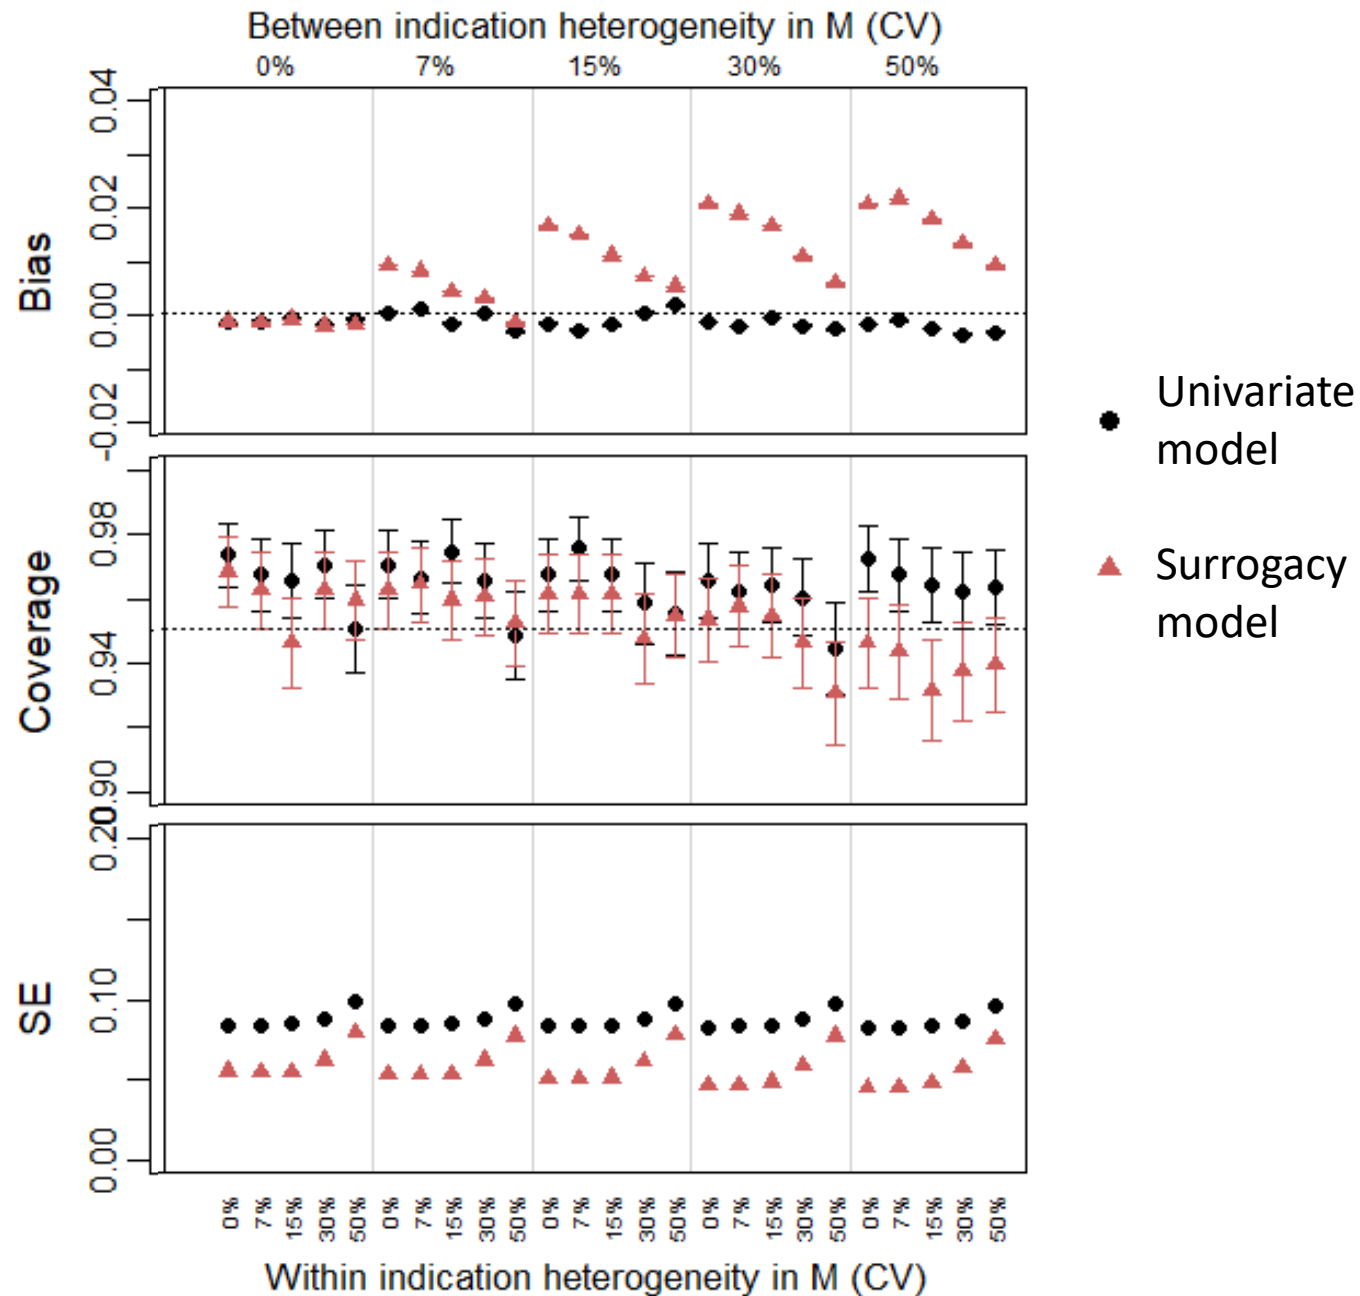 Between indication heterogeneity in M (CV)
0% 7% 15% 30% 50%
Bias
0.04
0.02
0.00
-0.02
Coverage
0.98
0.94
0.90
SE
0.20
0.10
0.00
Univariate
model
Surrogacy
model
0% 7% 15% 30% 50% 0% 7% 15% 30% 50% 0% 7% 15% 30% 50% 0% 7% 15% 30% 50% 0% 7% 15% 30% 50%
Within indication heterogeneity in M (CV)